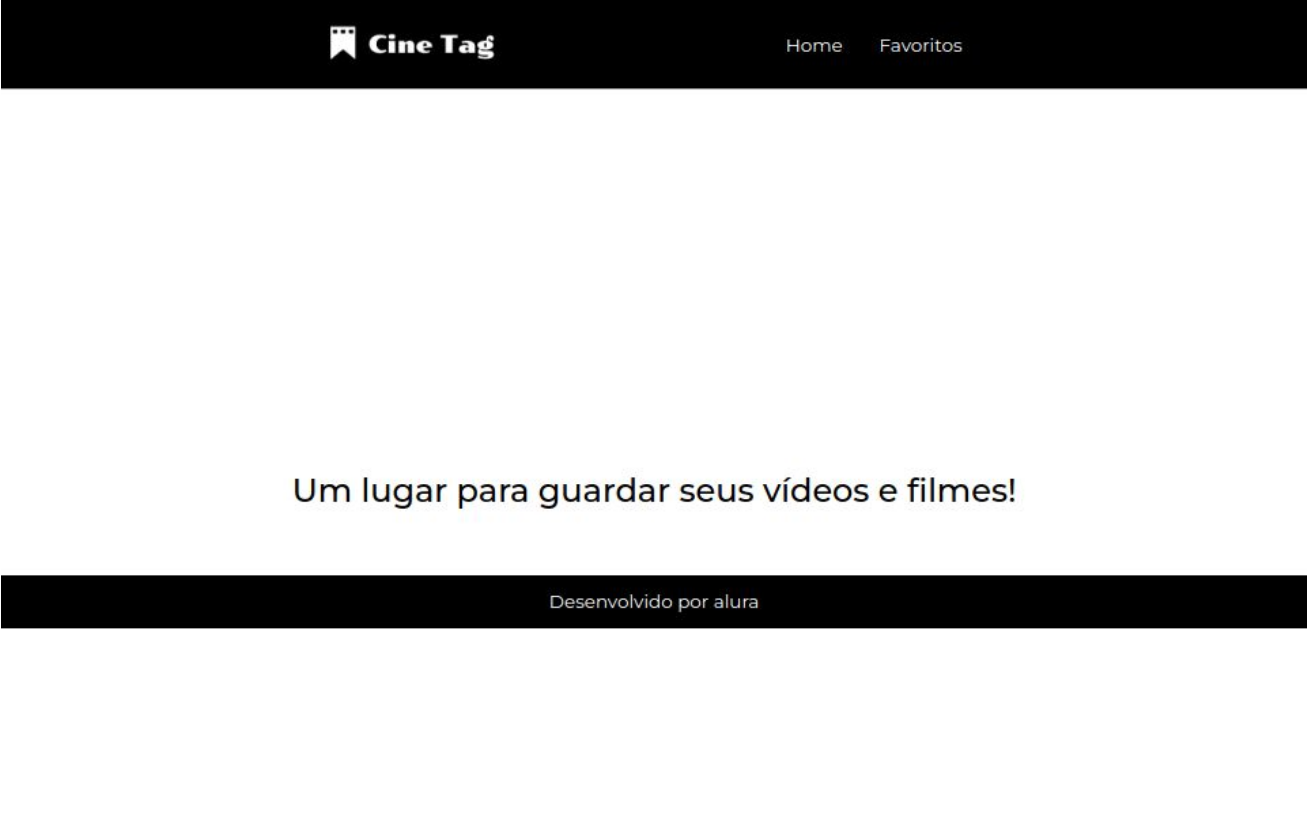 Cine Tag
Home Favoritos
Um lugar para guardar seus vídeos e filmes!
Desenvolvido por alura